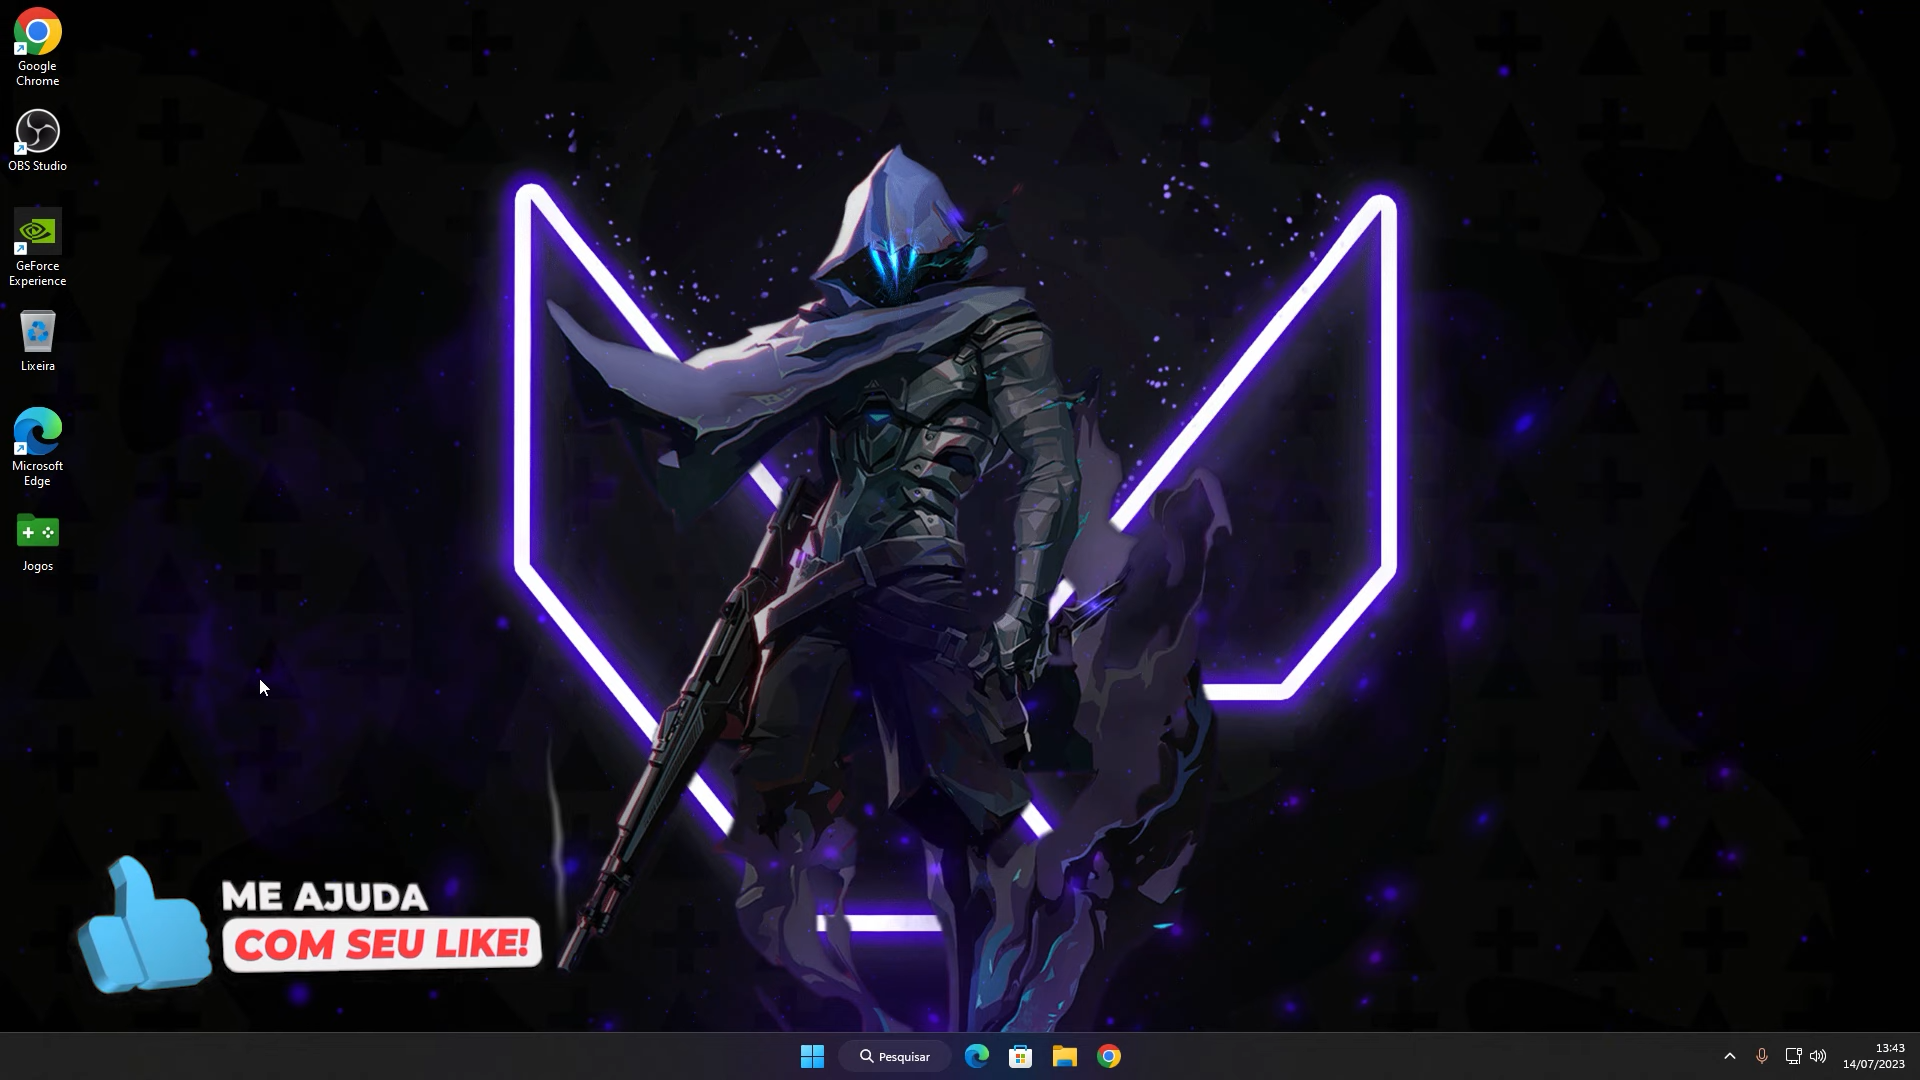 Google
Chrome
OBS Studio
GeForce
Experience
Lixeira
Microsoft
Edge
Jogos
ME AJUDA
COM SEU LIKE!
Pesquisar
13:43
14/07/2023